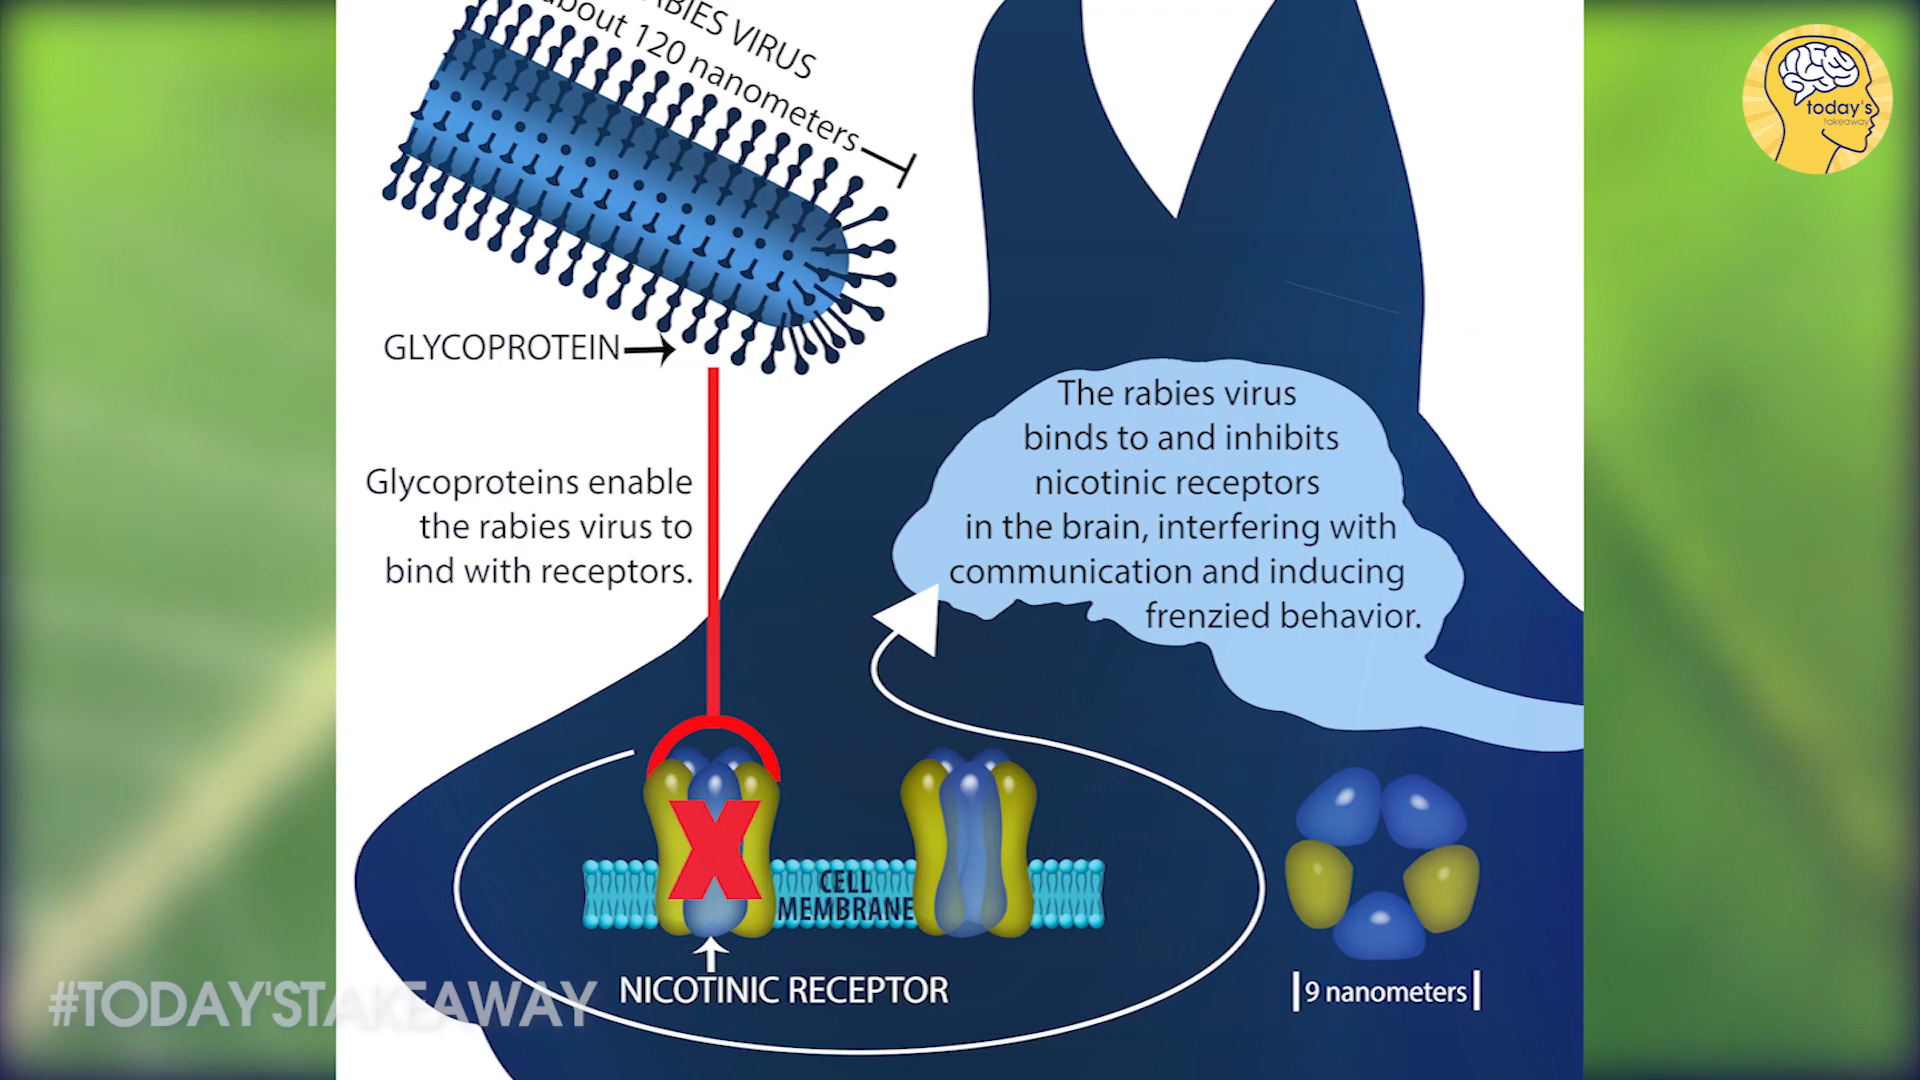 VIRUS
about 120 nanometers
GLYCOPROTEIN
Glycoproteins enable
the rabies virus to
bind with receptors.
The rabies virus
binds to and inhibits
nicotinic receptors
in the brain, interfering with
communication and inducing
frenzied behavior.
CELL
MEMBRANE
NICOTINIC RECEPTOR
9 nanometers
today's
takeaway
#TODAY'STAKEAWAY